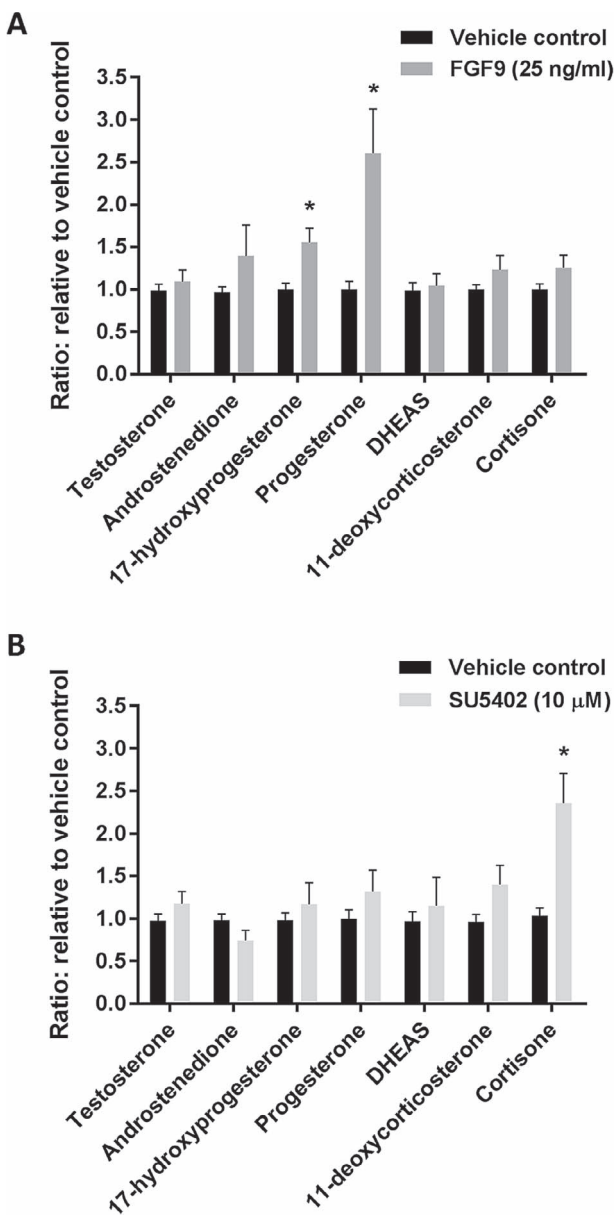 A
Vehicle control
FGF9 (25 ng/ml)
Ratio: relative to vehicle control
3.5
3.0
2.5
2.0
1.5
1.0
0.5
0.0
*
*
Testosterone
Androstenedione
17-hydroxyprogesterone
Progesterone
DHEAS
11-deoxycorticosterone
Cortisone
B
Vehicle control
SU5402 (10 μM)
Ratio: relative to vehicle control
3.5
3.0
2.5
2.0
1.5
1.0
0.5
0.0
*
Testosterone
Androstenedione
17-hydroxyprogesterone
Progesterone
DHEAS
11-deoxycorticosterone
Cortisone